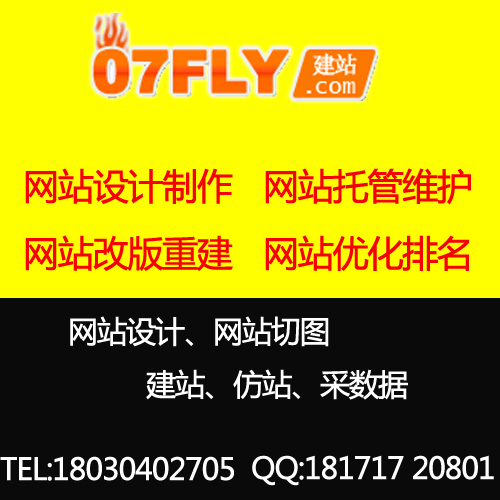 07FLY 建站
.com
网站设计制作 网站托管维护
网站改版重建 网站优化排名
网站设计、网站切图
建站、仿站、采数据
TEL:18030402705 QQ:181717 20801